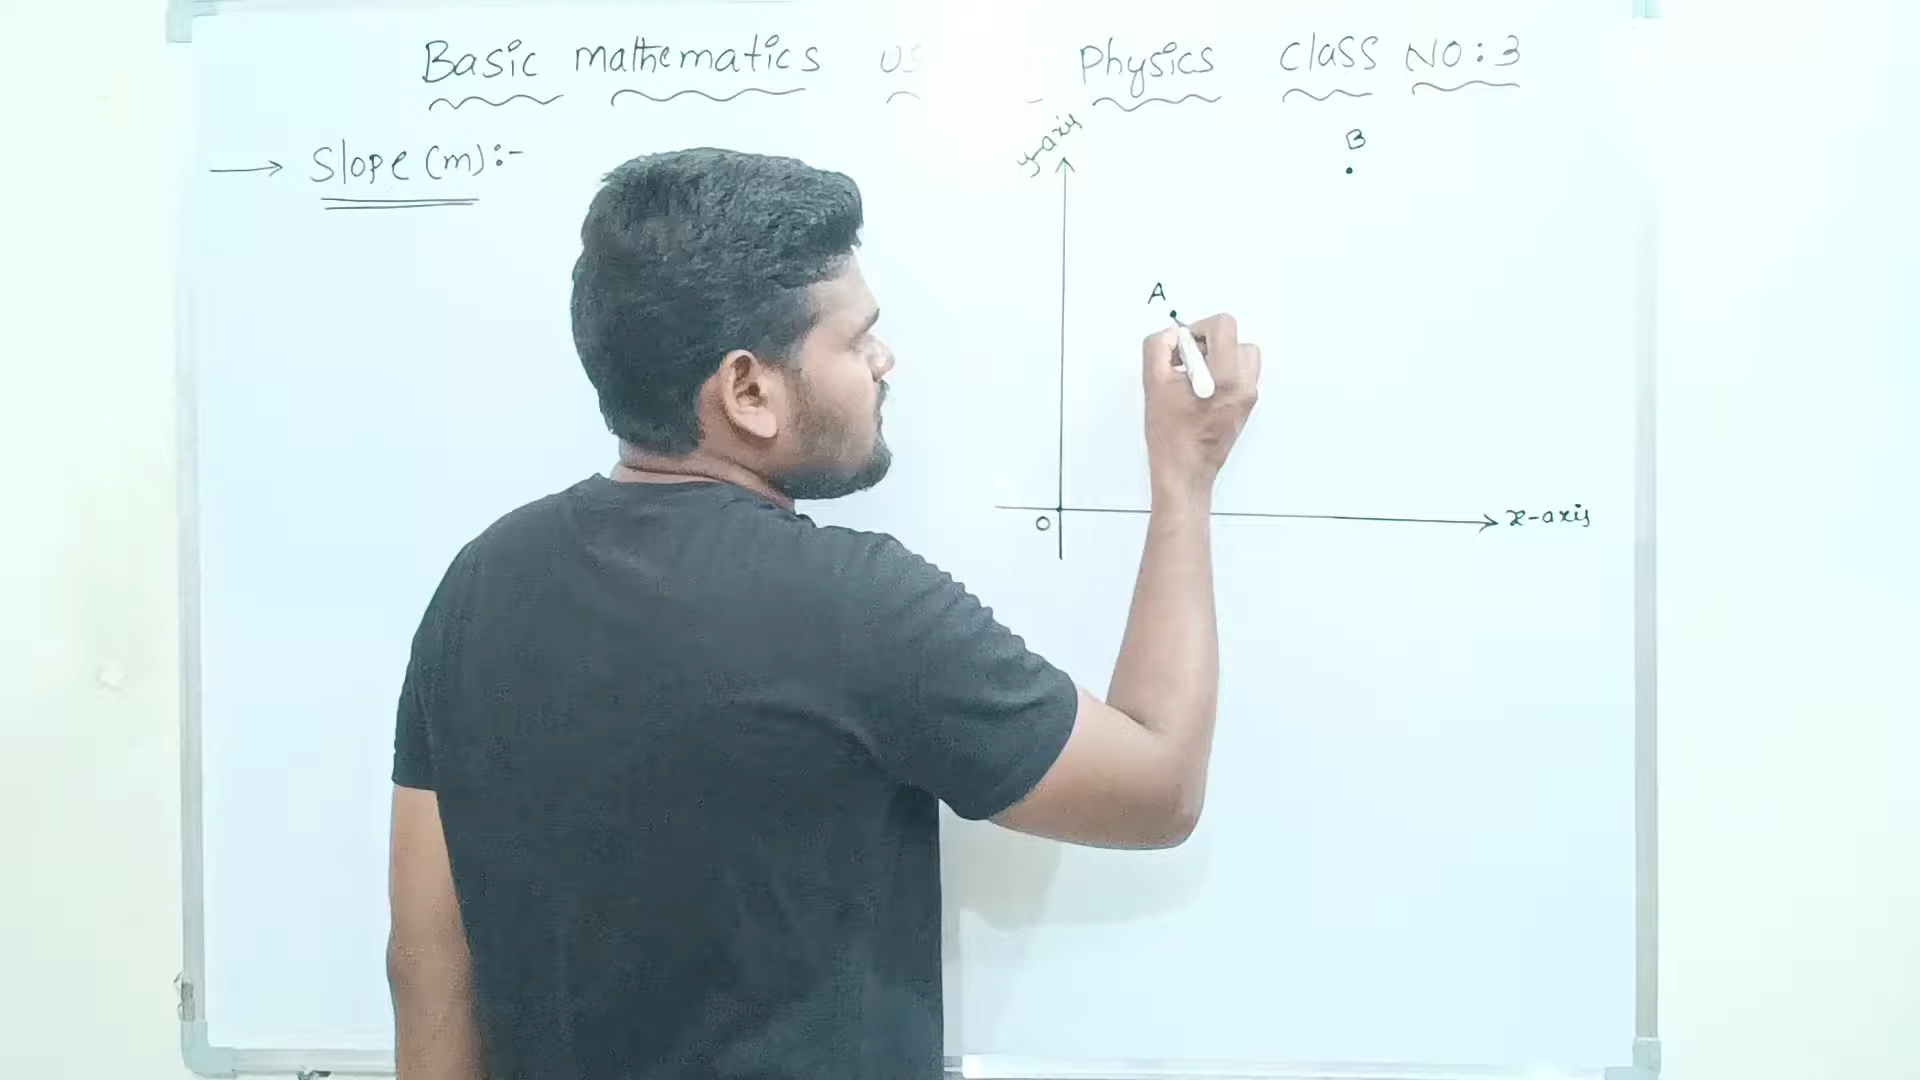 Basic mathematics Physics Class NO:3
→ Slope (m):-
y-axis
B
A
O
x-axis